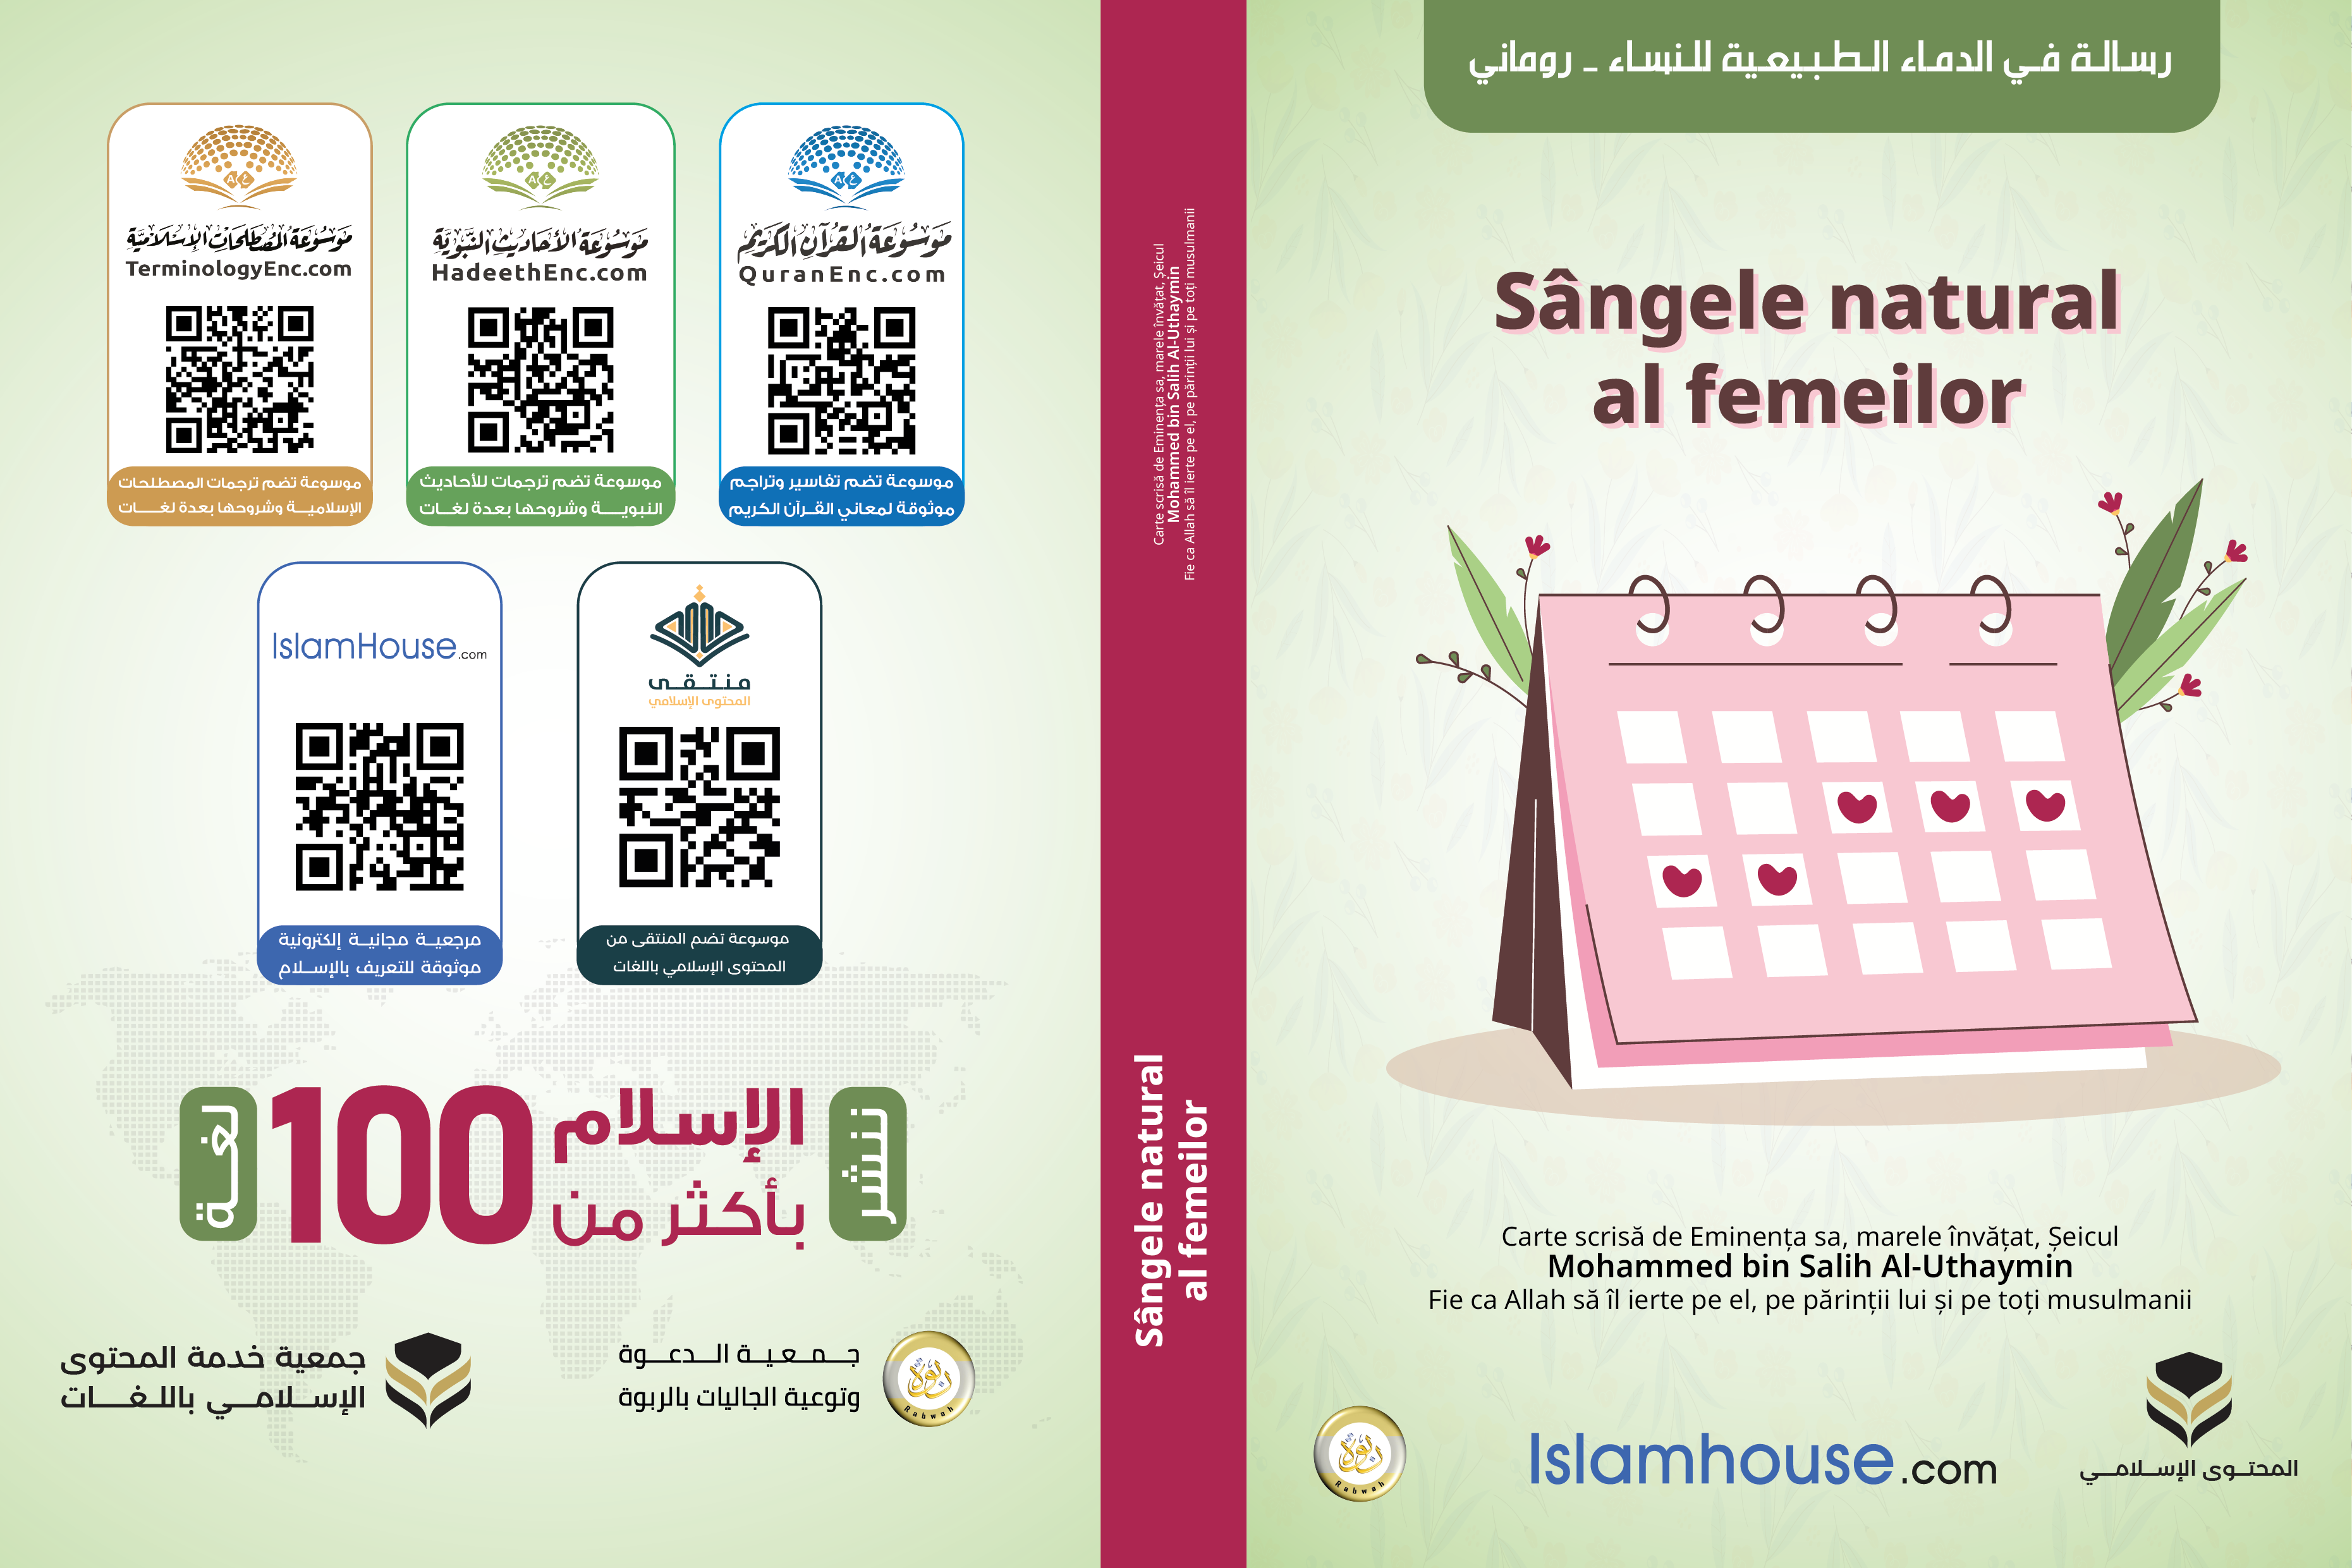 رسالة في الدماء الطبيعية للنساء - روماني
Sângele natural
al femeilor
Carte scrisă de Eminența sa, marele învățat, Șeicul
Mohammed bin Salih Al-Uthaymin
Fie ca Allah să îl ierte pe el, pe părinții lui și pe toți musulmanii
Rabwah
Islamhouse.com
المحتوى الإسلامي
Carte scrisă de Eminența sa, marele învățat, Șeicul
Mohammed bin Salih Al-Uthaymin
Fie ca Allah să îl ierte pe el, pe părinții lui și pe toți musulmanii
Sângele natural
al femeilor
موسوعة القرآن الكريم
QuranEnc.com
موسوعة تضم تفاسير وتراجم
موثوقة لمعاني القرآن الكريم
موسوعة الأحاديث النبوية
HadeethEnc.com
موسوعة تضم ترجمات للأحاديث
النبوية وشروحها بعدة لغات
موسوعة المصطلحات الإسلامية
TerminologyEnc.com
موسوعة تضم ترجمات المصطلحات
الإسلامية وشروحها بعدة لغات
منتقى
المحتوى الإسلامي
موسوعة تضم المنتقى من
المحتوى الإسلامي باللغات
IslamHouse.com
مرجعية مجانية إلكترونية
موثوقة للتعريف بالإسلام
ننشر
الإسلام
بأكثر من
100
لغة
جمعية الدعوة
وتوعية الجاليات بالربوة
Rabwah
جمعية خدمة المحتوى
الإسلامي باللغات